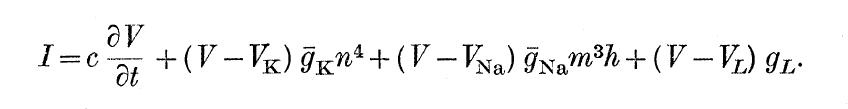 I = c ∂V/∂t + (V − V_K) ḡ_K n⁴ + (V − V_Na) ḡ_Na m³h + (V − V_L) g_L.